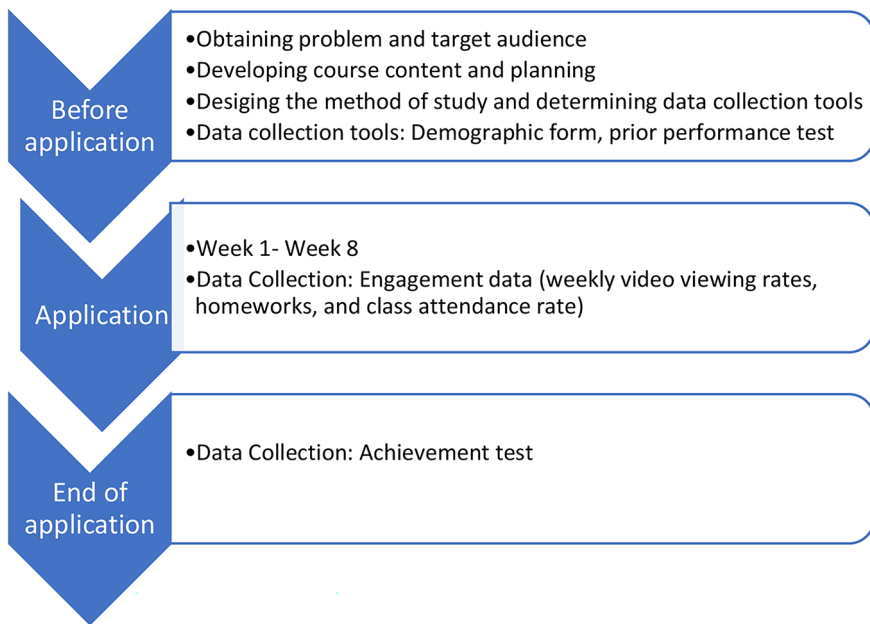 Before
application
•Obtaining problem and target audience
•Developing course content and planning
•Desiging the method of study and determining data collection tools
•Data collection tools: Demographic form, prior performance test
Application
•Week 1- Week 8
•Data Collection: Engagement data (weekly video viewing rates,
homeworks, and class attendance rate)
End of
application
•Data Collection: Achievement test